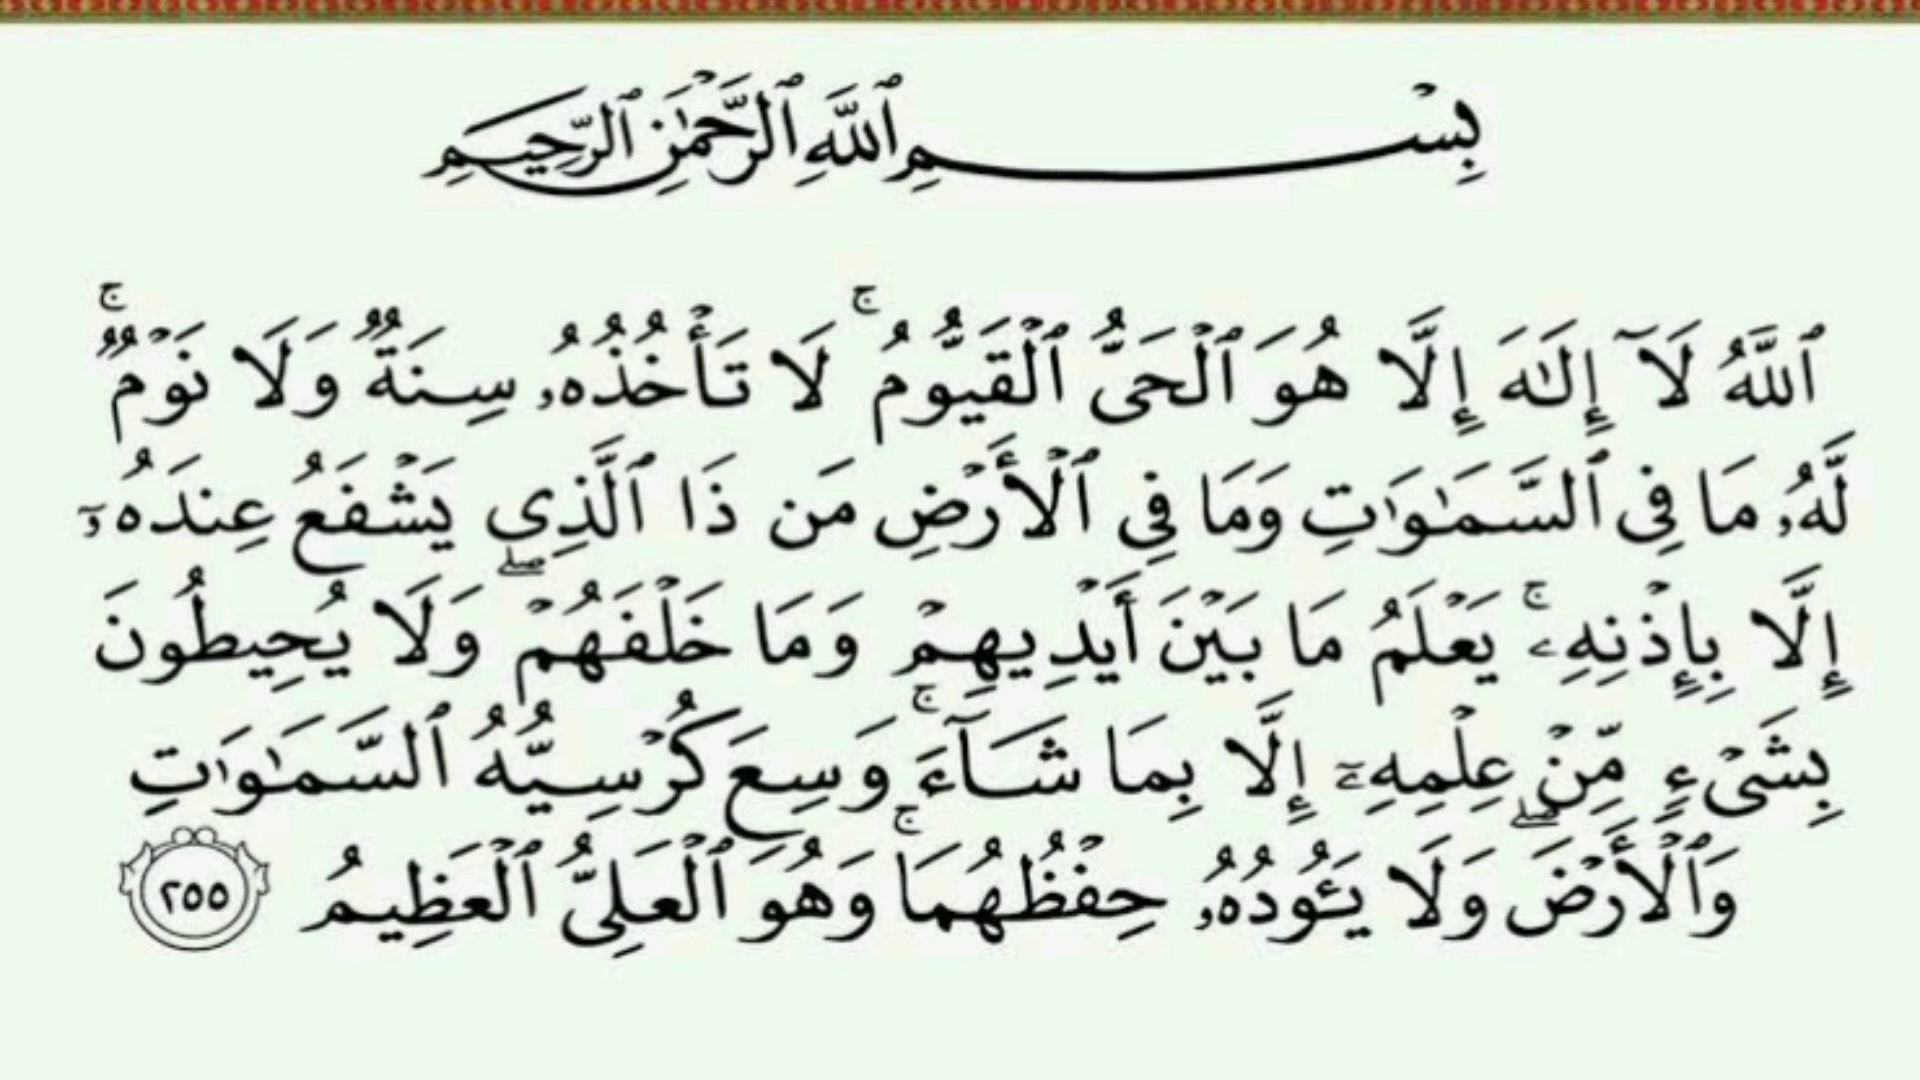 بِسْمِ ٱللَّهِ ٱلرَّحْمَٰنِ ٱلرَّحِيمِ
ٱللَّهُ لَآ إِلَٰهَ إِلَّا هُوَ ٱلْحَىُّ ٱلْقَيُّومُ ۚ لَا تَأْخُذُهُۥ سِنَةٌ وَلَا نَوْمٌ ۚ
لَّهُۥ مَا فِى ٱلسَّمَٰوَٰتِ وَمَا فِى ٱلْأَرْضِ مَن ذَا ٱلَّذِى يَشْفَعُ عِندَهُۥٓ
إِلَّا بِإِذْنِهِۦ ۚ يَعْلَمُ مَا بَيْنَ أَيْدِيهِمْ وَمَا خَلْفَهُمْ ۖ وَلَا يُحِيطُونَ
بِشَىْءٍ مِّنْ عِلْمِهِۦٓ إِلَّا بِمَا شَآءَ ۚ وَسِعَ كُرْسِيُّهُ ٱلسَّمَٰوَٰتِ
وَٱلْأَرْضَ ۖ وَلَا يَـُٔودُهُۥ حِفْظُهُمَا ۚ وَهُوَ ٱلْعَلِىُّ ٱلْعَظِيمُ ٢٥٥